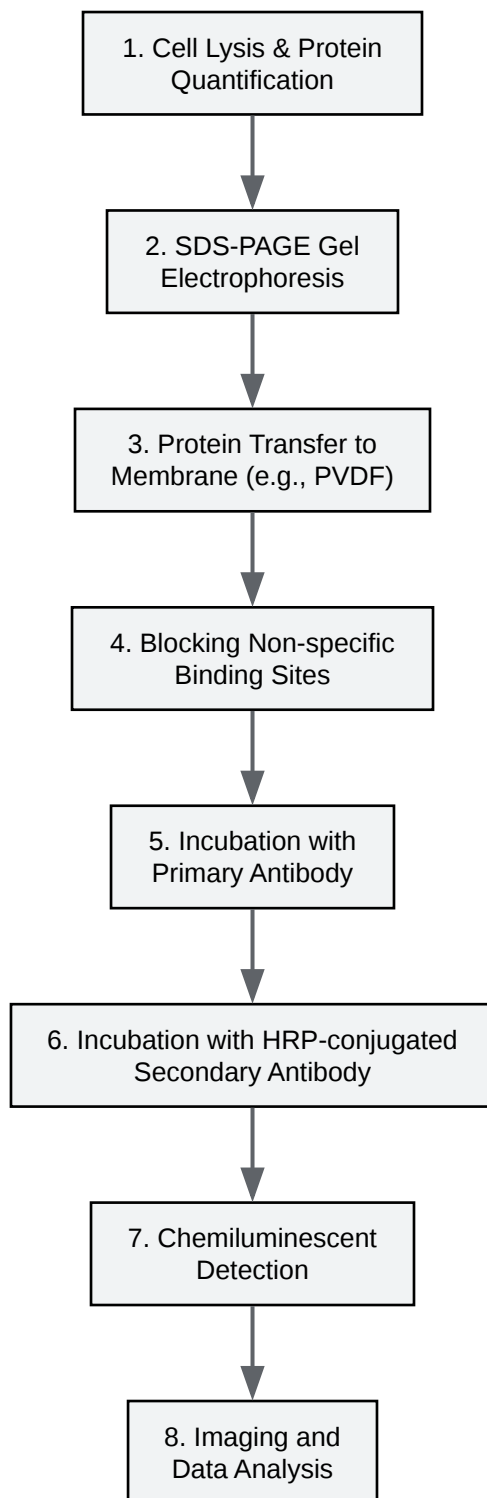 1. Cell Lysis & Protein
Quantification
2. SDS-PAGE Gel
Electrophoresis
3. Protein Transfer to
Membrane (e.g., PVDF)
4. Blocking Non-specific
Binding Sites
5. Incubation with
Primary Antibody
6. Incubation with HRP-conjugated
Secondary Antibody
7. Chemiluminescent
Detection
8. Imaging and
Data Analysis